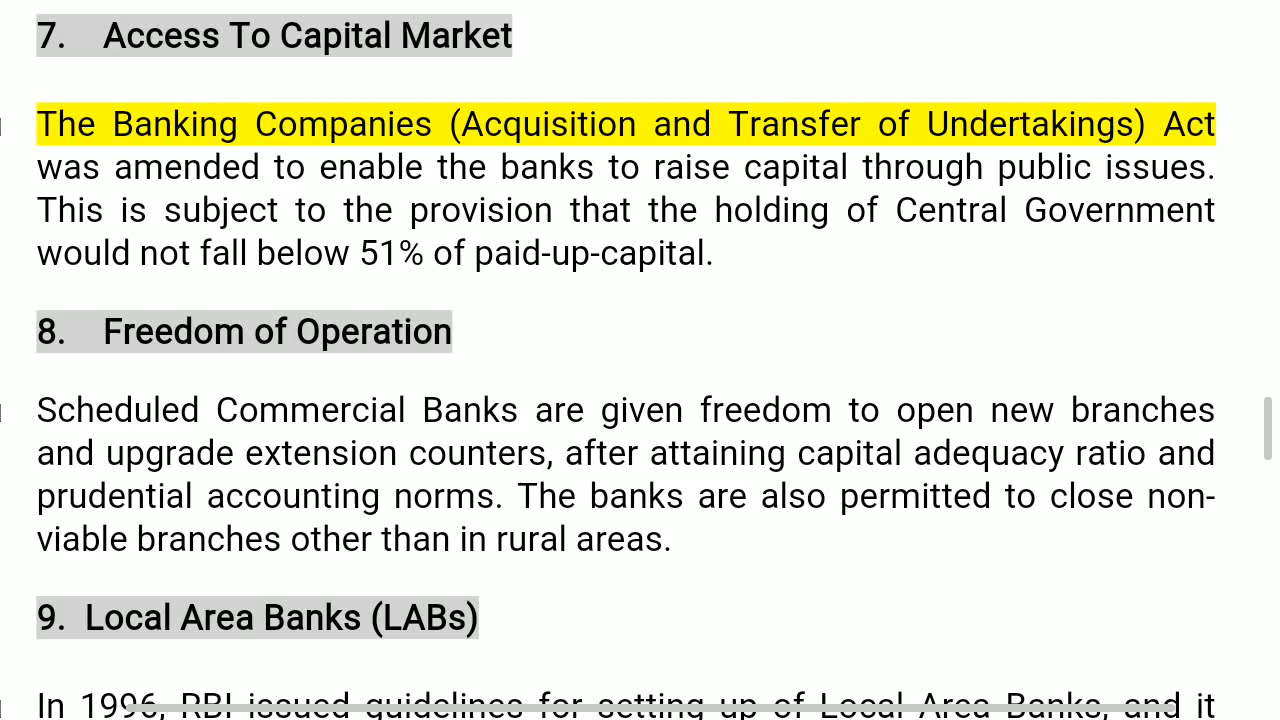 7. Access To Capital Market
The Banking Companies (Acquisition and Transfer of Undertakings) Act
was amended to enable the banks to raise capital through public issues.
This is subject to the provision that the holding of Central Government
would not fall below 51% of paid-up-capital.
8. Freedom of Operation
Scheduled Commercial Banks are given freedom to open new branches
and upgrade extension counters, after attaining capital adequacy ratio and
prudential accounting norms. The banks are also permitted to close non-
viable branches other than in rural areas.
9. Local Area Banks (LABs)
In 1996, RBI issued guidelines for setting up of Local Area Banks, and it